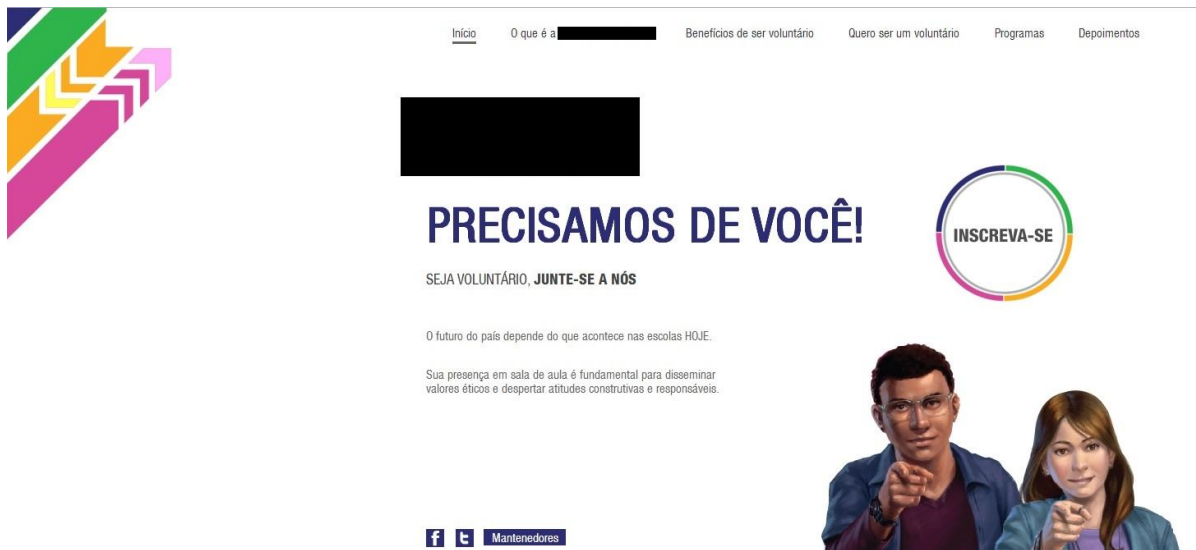 Início O que é a Benefícios de ser voluntário Quero ser um voluntário Programas Depoimentos
PRECISAMOS DE VOCÊ!
INSCREVA-SE
SEJA VOLUNTÁRIO, JUNTE-SE A NÓS
O futuro do país depende do que acontece nas escolas HOJE.
Sua presença em sala de aula é fundamental para disseminar
valores éticos e despertar atitudes construtivas e responsáveis.
f t Mantenedores